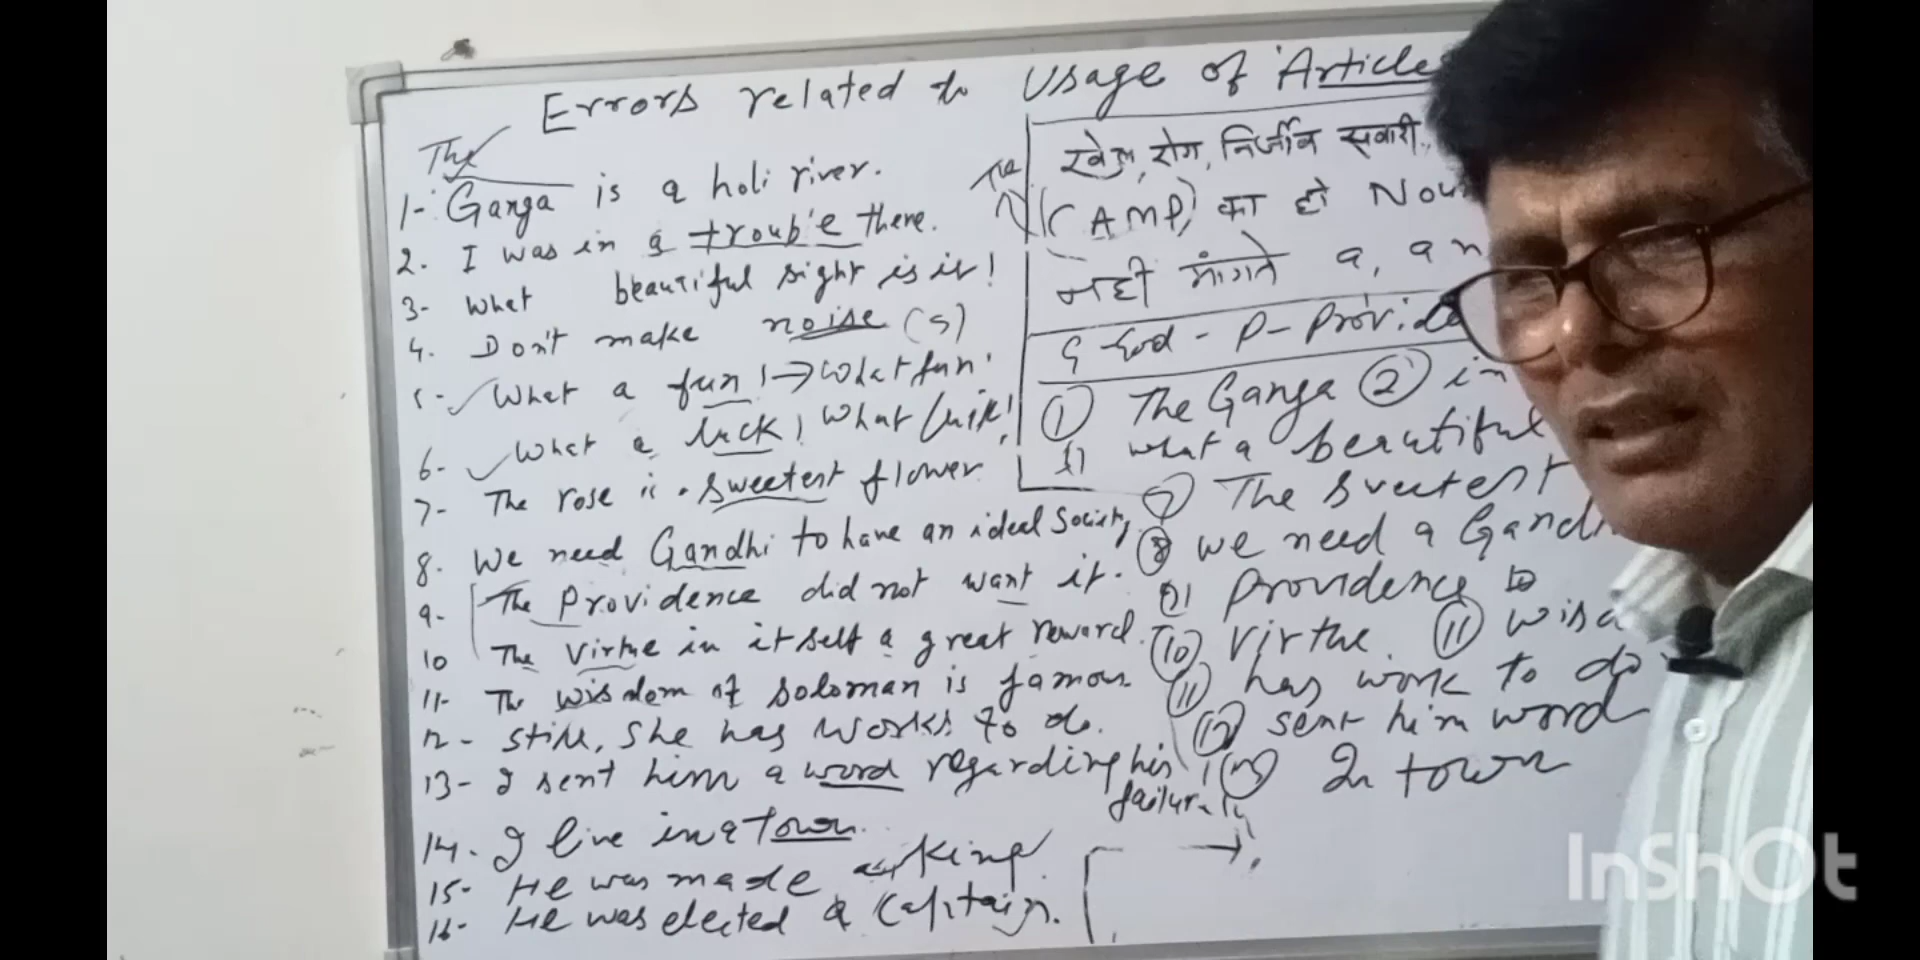 Errors related to Usage of Article
The
1- Ganga is a holi river.
2. I was in a trouble there.
3- What beautiful sight is it!
4. Don't make noise (S)
5- What a fun! → What fun!
6- What a luck! What luck!
7- The rose is sweetest flower
8. We need Gandhi to have an ideal Society
9- The Providence did not want it.
10 The Virtue in itself a great reward.
11- The wisdom of Soloman is famous
12- Still, She has works to do.
13- I sent him a word regarding his failure
14. I live in a town.
15- He was made a King
16- He was elected a Captain.
The
खेल, रोग, निर्जीव सवारी,
(CAMP) का हो Nou
नहीं मांगते a, an
G-God - P-Provide
① The Ganga ② in
3) what a beautiful
7) The sweetest
⑧ We need a Gandh
9) Providence
⑩ Virtue. ⑪ wisd
⑪ has work to do
⑫ sent him word
In town
InShOt